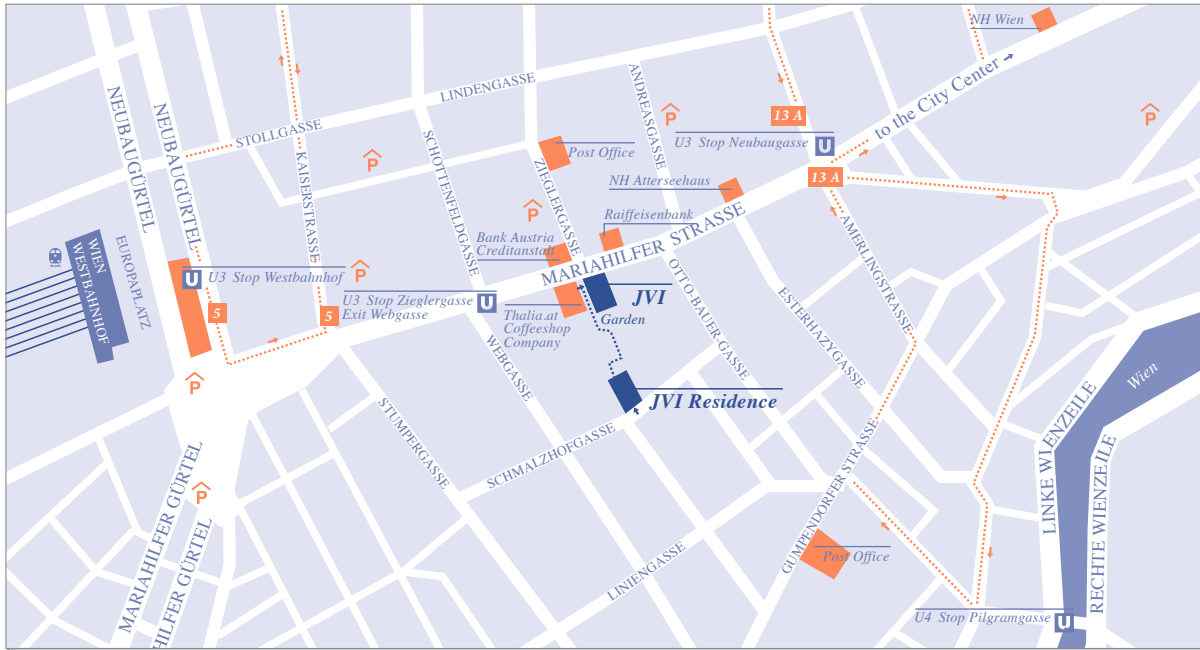 NH Wien
NEUBAUGÜRTEL
NEUBAUGÜRTEL
LINDENGASSE
ANDREASGASSE
to the City Center
STOLLGASSE
KAISERSTRASSE
SCHOTTENFELDGASSE
ZIEGLERGASSE
P
P
P
P
P
P
P
13 A
U3 Stop Neubaugasse
U
Post Office
NH Atterseehaus
13 A
Raiffeisenbank
Bank Austria
Creditanstalt
MARIAHILFER STRASSE
WIEN
WESTBAHNHOF
EUROPAPLATZ
U
U3 Stop Westbahnhof
5
5
U3 Stop Zieglergasse
Exit Webgasse
U
Thalia.at
Coffeeshop
Company
JVI
Garden
OTTO-BAUER-GASSE
ESTERHAZYGASSE
AMERLINGSTRASSE
WEBGASSE
JVI Residence
STUMPERGASSE
SCHMALZHOFGASSE
GUMPENDORFER STRASSE
LINIENGASSE
Post Office
Wien
LINKE WIENZEILE
RECHTE WIENZEILE
MARIAHILFER GÜRTEL
HILFER GÜRTEL
U4 Stop Pilgramgasse
U